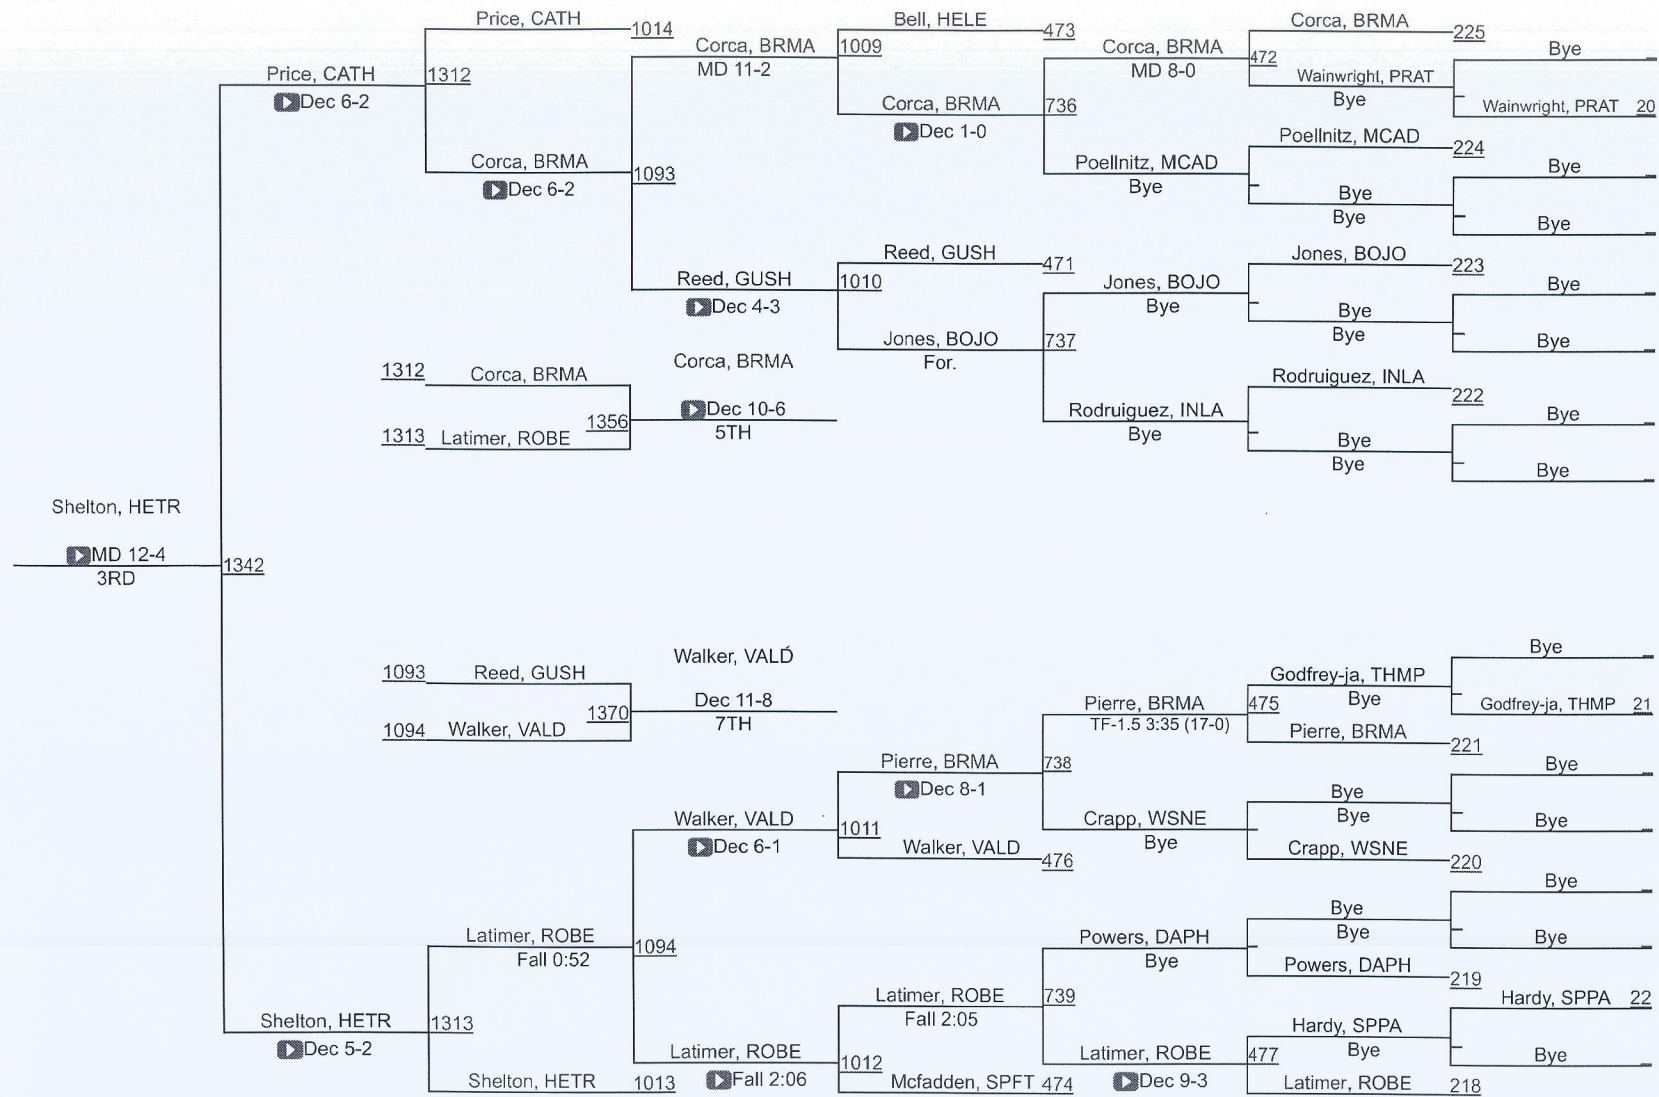 Price, CATH
1014
Bell, HELE
473
Corca, BRMA
225
Bye
Corca, BRMA
1009
MD 11-2
Corca, BRMA
472
MD 8-0
Wainwright, PRAT
Bye
Wainwright, PRAT 20
Price, CATH
1312
Dec 6-2
Corca, BRMA
736
Dec 1-0
Poellnitz, MCAD
224
Bye
Corca, BRMA
1093
Dec 6-2
Poellnitz, MCAD
Bye
Bye
Bye
Bye
Reed, GUSH
471
Jones, BOJO
223
Bye
Reed, GUSH
1010
Dec 4-3
Jones, BOJO
Bye
Bye
Bye
Bye
Jones, BOJO
737
For.
1312
Corca, BRMA
Corca, BRMA
1356
Dec 10-6
5TH
1313
Latimer, ROBE
Rodruiguez, INLA
222
Rodruiguez, INLA
Bye
Bye
Bye
Bye
Bye
Shelton, HETR
MD 12-4
3RD
1342
1093
Reed, GUSH
Walker, VALD
1370
Dec 11-8
7TH
1094
Walker, VALD
Bye
Godfrey-ja, THMP
Bye
Godfrey-ja, THMP 21
Pierre, BRMA
475
TF-1.5 3:35 (17-0)
Pierre, BRMA
221
Pierre, BRMA
738
Dec 8-1
Bye
Bye
Bye
Bye
Walker, VALD
1011
Dec 6-1
Crapp, WSNE
Bye
Walker, VALD
476
Crapp, WSNE
220
Bye
Latimer, ROBE
1094
Fall 0:52
Powers, DAPH
Bye
Bye
Bye
Bye
Powers, DAPH
219
Latimer, ROBE
739
Fall 2:05
Hardy, SPPA 22
Shelton, HETR
1313
Dec 5-2
Hardy, SPPA
Bye
Bye
Latimer, ROBE
1012
Fall 2:06
Latimer, ROBE
477
Dec 9-3
Shelton, HETR
1013
Mcfadden, SPFT 474
Latimer, ROBE
218